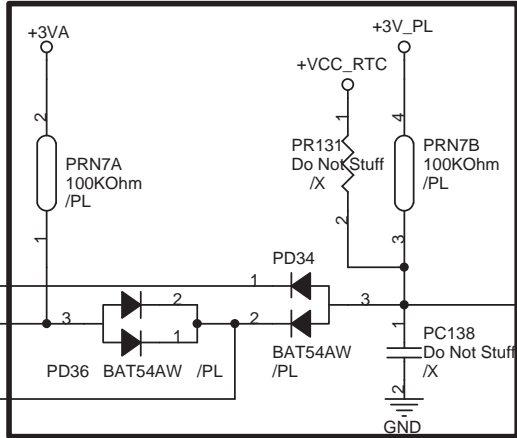 +3VA
+3V_PL
+VCC_RTC
2
1
4
PRN7A
100KOhm
/PL
PR131
Do Not Stuff
/X
PRN7B
100KOhm
/PL
1
2
3
PD34
1
3
3
2
2
1
1
PD36 BAT54AW /PL
BAT54AW
/PL
PC138
Do Not Stuff
/X
2
GND